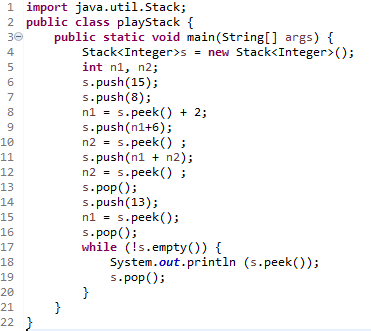 1 import java.util.Stack;
2 public class playStack {
3 public static void main(String[] args) {
4 Stack<Integer>s = new Stack<Integer>();
5 int n1, n2;
6 s.push(15);
7 s.push(8);
8 n1 = s.peek() + 2;
9 s.push(n1+6);
10 n2 = s.peek() ;
11 s.push(n1 + n2);
12 n2 = s.peek() ;
13 s.pop();
14 s.push(13);
15 n1 = s.peek();
16 s.pop();
17 while (!s.empty()) {
18 System.out.println (s.peek());
19 s.pop();
20 }
21 }
22 }